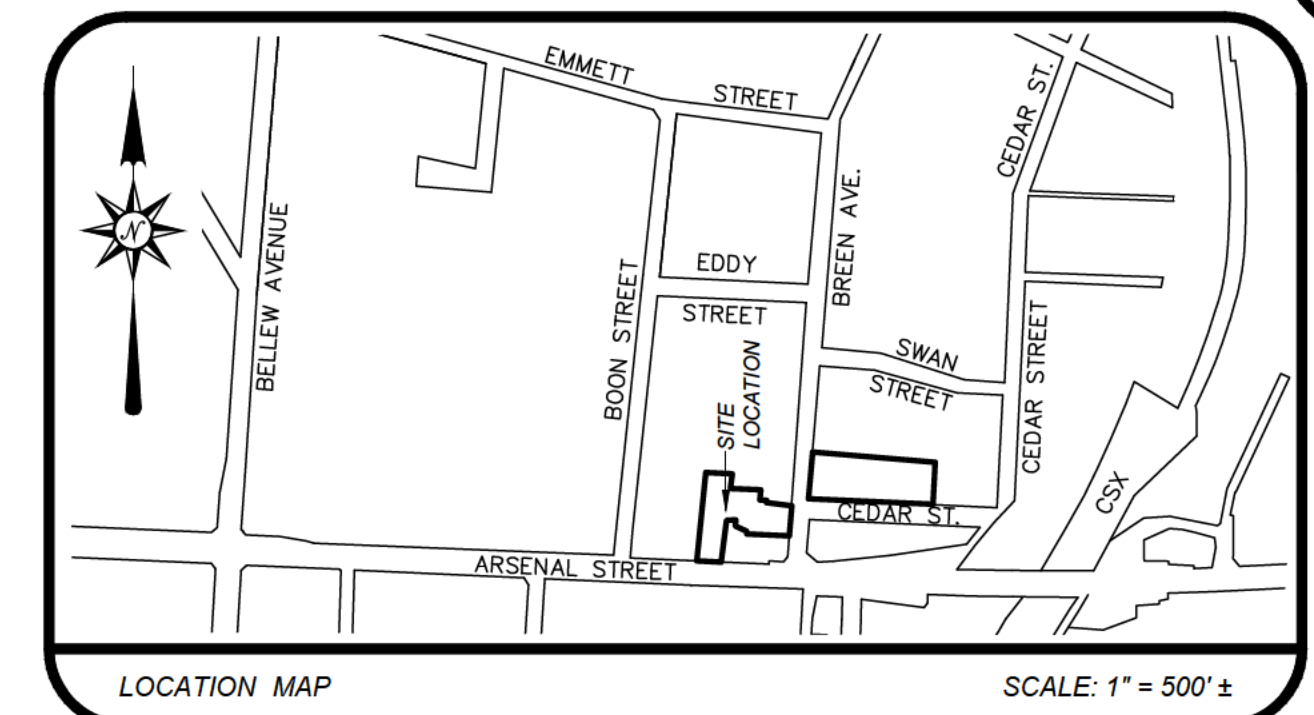 EMMETT
STREET
CEDAR ST.
BREEN AVE.
BELLEW AVENUE
BOON STREET
EDDY
STREET
SWAN
STREET
CEDAR STREET
SITE
LOCATION
N
CSX
CEDAR ST.
ARSENAL STREET
LOCATION MAP
SCALE: 1" = 500' ±